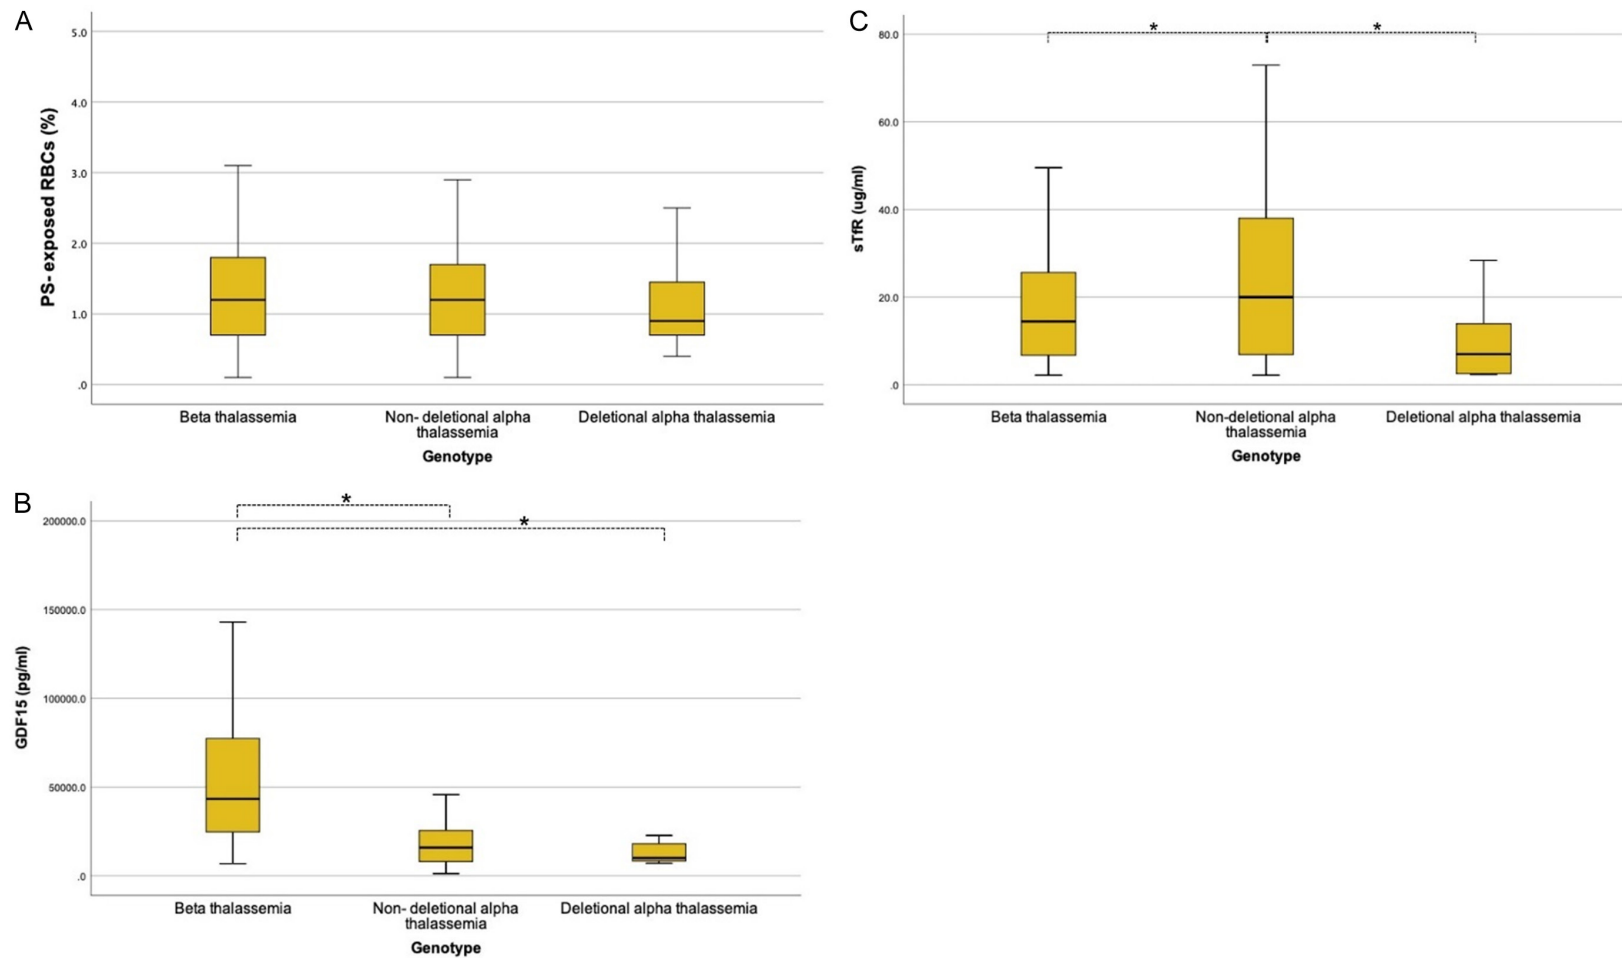 A
PS- exposed RBCs (%)
5.0
4.0
3.0
2.0
1.0
.0
Beta thalassemia
Non- deletional alpha
thalassemia
Deletional alpha thalassemia
Genotype
C
sTfR (ug/ml)
80.0
60.0
40.0
20.0
.0
*
*
Beta thalassemia
Non-deletional alpha
thalassemia
Deletional alpha thalassemia
Genotype
B
GDF15 (pg/ml)
200000.0
150000.0
100000.0
50000.0
.0
*
*
Beta thalassemia
Non- deletional alpha
thalassemia
Deletional alpha thalassemia
Genotype